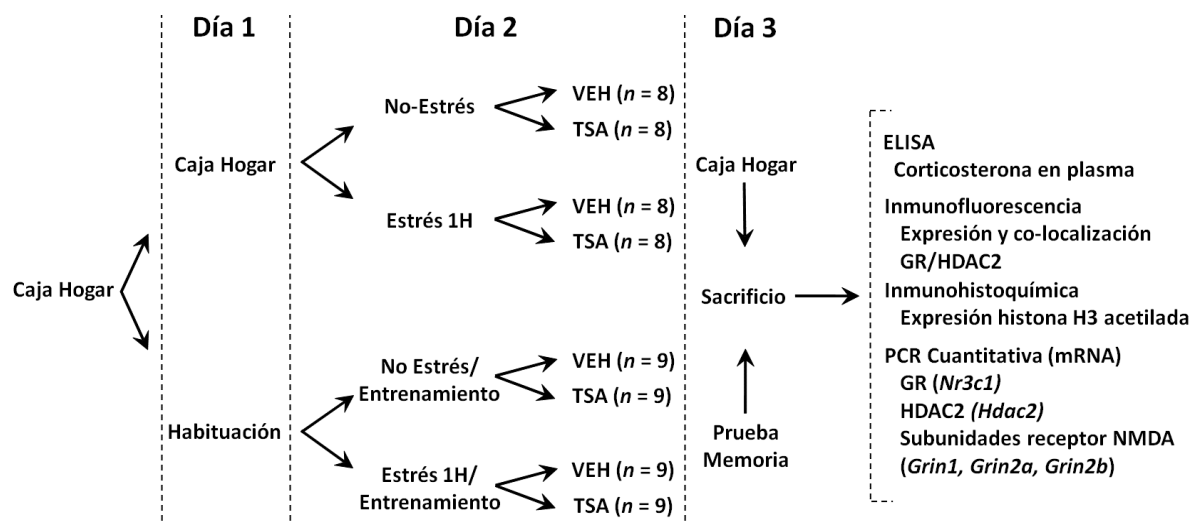 Día 1
Día 2
Día 3
Caja Hogar
Caja Hogar
No-Estrés
VEH (n = 8)
TSA (n = 8)
Estrés 1H
VEH (n = 8)
TSA (n = 8)
Habituación
No Estrés/
Entrenamiento
VEH (n = 9)
TSA (n = 9)
Estrés 1H/
Entrenamiento
VEH (n = 9)
TSA (n = 9)
Caja Hogar
Sacrificio
Prueba
Memoria
ELISA
Corticosterona en plasma
Inmunofluorescencia
Expresión y co-localización
GR/HDAC2
Inmunohistoquímica
Expresión histona H3 acetilada
PCR Cuantitativa (mRNA)
GR (Nr3c1)
HDAC2 (Hdac2)
Subunidades receptor NMDA
(Grin1, Grin2a, Grin2b)